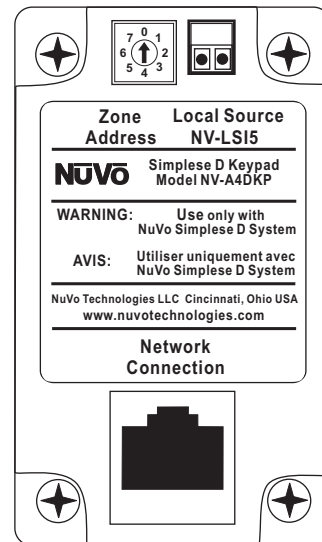 7 0 1
6 2
5 4 3
Zone Address
Local Source NV-LSI5
NŪVŌ
Simplese D Keypad
Model NV-A4DKP
WARNING:
Use only with
NuVo Simplese D System
AVIS:
Utiliser uniquement avec
NuVo Simplese D System
NuVo Technologies LLC Cincinnati, Ohio USA
www.nuvotechnologies.com
Network
Connection